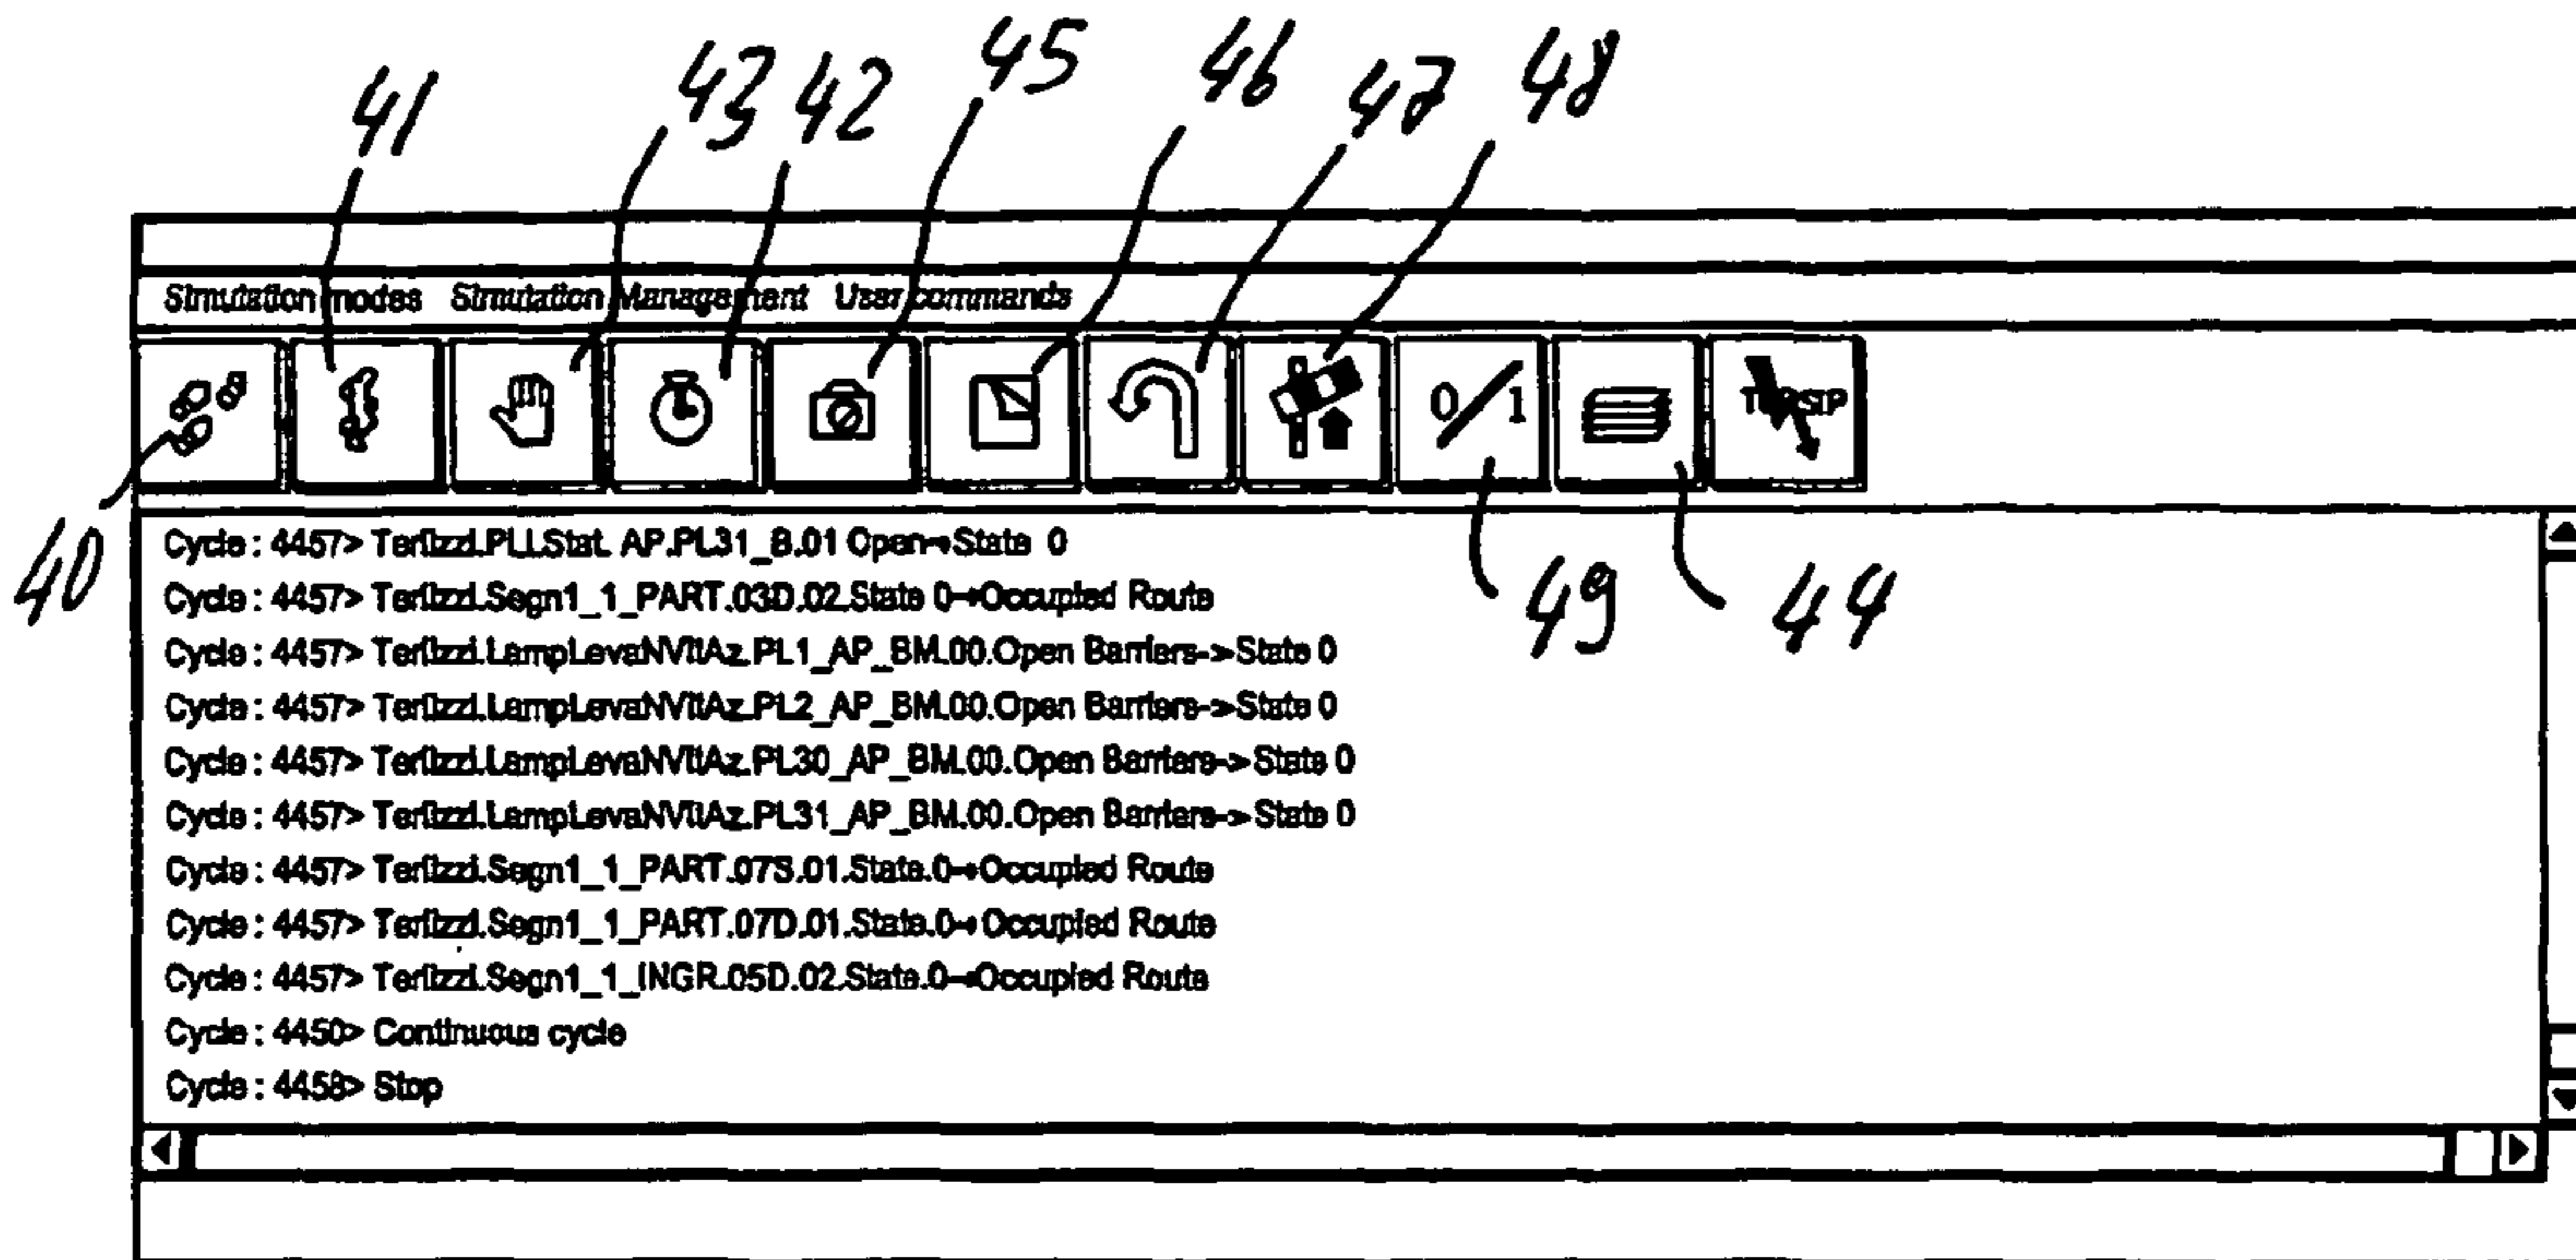 41 43 42 45 46 47 48
Simulation modes Simulation Management User commands
0/1
40
Cycle : 4457> Terlizzi.PLI.Stat. AP.PL31_B.01 Open→State 0
Cycle : 4457> Terlizzi.Segn1_1_PART.03D.02.State 0→Occupied Route
Cycle : 4457> Terlizzi.LampLevaNVitAz.PL1_AP_BM.00.Open Barriers->State 0
Cycle : 4457> Terlizzi.LampLevaNVitAz.PL2_AP_BM.00.Open Barriers->State 0
Cycle : 4457> Terlizzi.LampLevaNVitAz.PL30_AP_BM.00.Open Barriers->State 0
Cycle : 4457> Terlizzi.LampLevaNVitAz.PL31_AP_BM.00.Open Barriers->State 0
Cycle : 4457> Terlizzi.Segn1_1_PART.07S.01.State.0→Occupied Route
Cycle : 4457> Terlizzi.Segn1_1_PART.07D.01.State.0→Occupied Route
Cycle : 4457> Terlizzi.Segn1_1_INGR.05D.02.State.0→Occupied Route
Cycle : 4450> Continuous cycle
Cycle : 4458> Stop
49 44